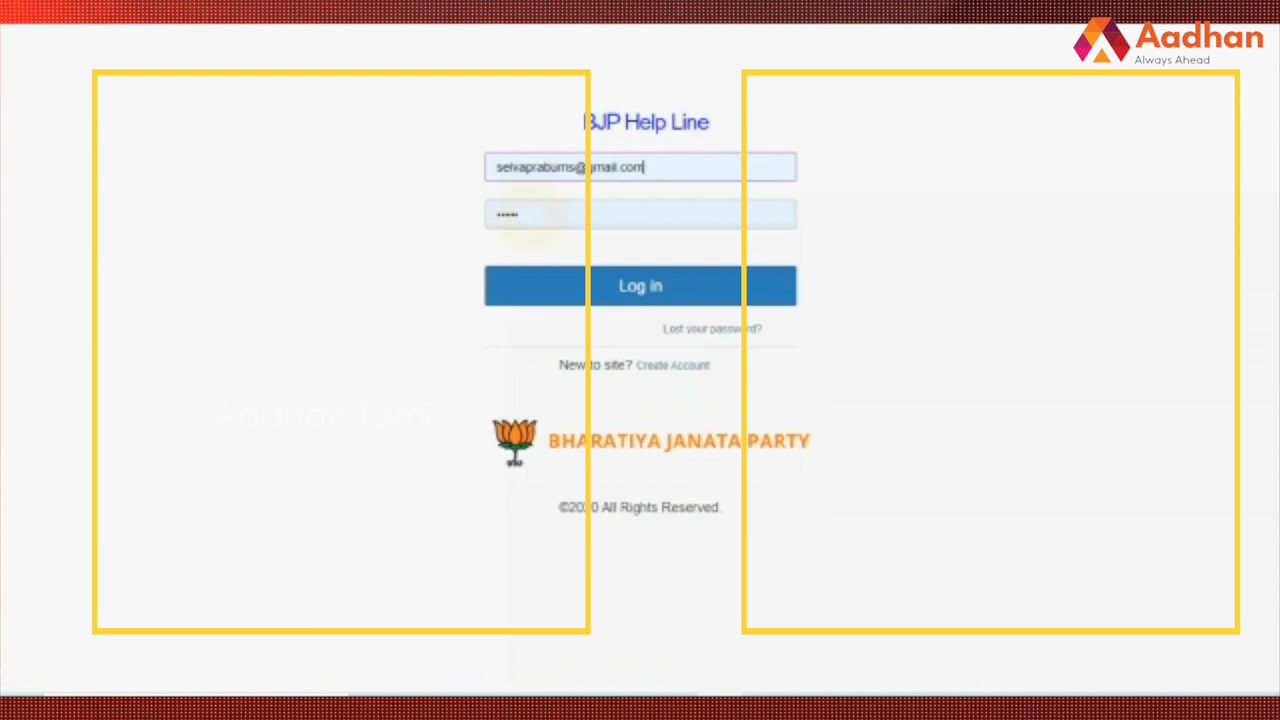 Aadhan
Always Ahead
BJP Help Line
selvaprabums@gmail.com
•••••
Log in
Lost your password?
New to site? Create Account
Aadhan Tamil
BHARATIYA JANATA PARTY
©2020 All Rights Reserved.